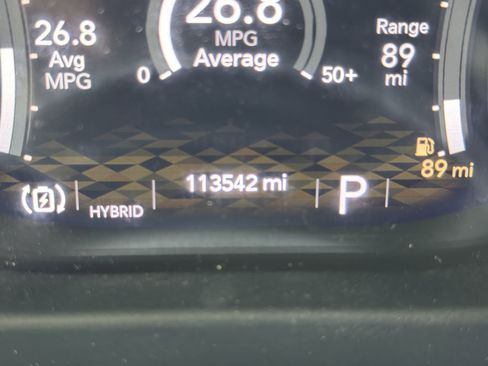 26.8
Avg
MPG
26.8
MPG
Average
0
50+
Range
89
mi
89 mi
HYBRID
113542 mi
P